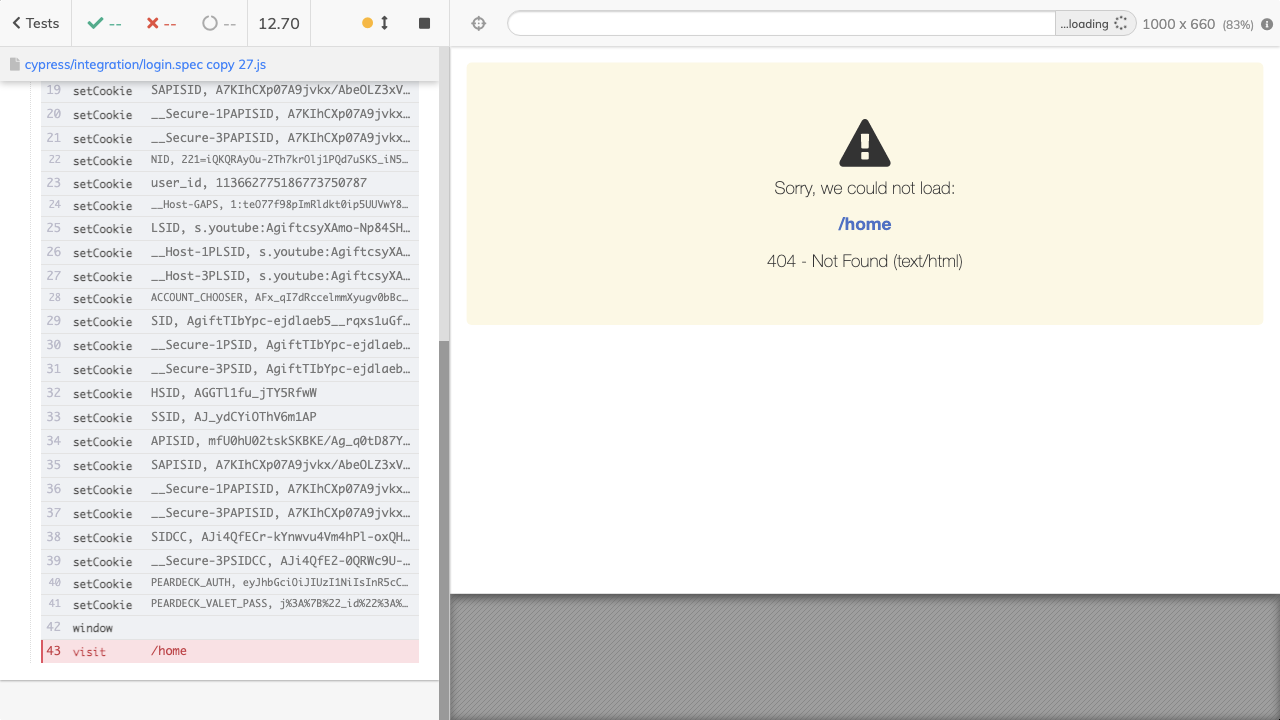 Tests
--
--
--
12.70
...loading
1000 x 660 (83%)
cypress/integration/login.spec copy 27.js
19 setCookie SAPISID, A7KIhCXp07A9jvkx/AbeOLZ3xV…
20 setCookie __Secure-1PAPISID, A7KIhCXp07A9jvkx…
21 setCookie __Secure-3PAPISID, A7KIhCXp07A9jvkx…
22 setCookie NID, 221=iQKQRAyOu-2Th7krOlj1PQd7uSKS_iN5…
23 setCookie user_id, 113662775186773750787
24 setCookie __Host-GAPS, 1:teO77f98pImRldkt0ip5UUVwY8…
25 setCookie LSID, s.youtube:AgiftcsyXAmo-Np84SH…
26 setCookie __Host-1PLSID, s.youtube:AgiftcsyXA…
27 setCookie __Host-3PLSID, s.youtube:AgiftcsyXA…
28 setCookie ACCOUNT_CHOOSER, AFx_qI7dRccelmmXyugv0bBc…
29 setCookie SID, AgiftTIbYpc-ejdlaeb5__rqxs1uGf…
30 setCookie __Secure-1PSID, AgiftTIbYpc-ejdlaeb…
31 setCookie __Secure-3PSID, AgiftTIbYpc-ejdlaeb…
32 setCookie HSID, AGGTl1fu_jTY5RfwW
33 setCookie SSID, AJ_ydCYiOThV6m1AP
34 setCookie APISID, mfU0hU02tskSKBKE/Ag_q0tD87Y…
35 setCookie SAPISID, A7KIhCXp07A9jvkx/AbeOLZ3xV…
36 setCookie __Secure-1PAPISID, A7KIhCXp07A9jvkx…
37 setCookie __Secure-3PAPISID, A7KIhCXp07A9jvkx…
38 setCookie SIDCC, AJi4QfECr-kYnwvu4Vm4hPl-oxQH…
39 setCookie __Secure-3PSIDCC, AJi4QfEZ-0QRWc9U-…
40 setCookie PEARDECK_AUTH, eyJhbGciOiJIUzI1NiIsInR5cC…
41 setCookie PEARDECK_VALET_PASS, j%3A%7B%22_id%22%3A%…
42 window
43 visit /home
Sorry, we could not load:
/home
404 - Not Found (text/html)